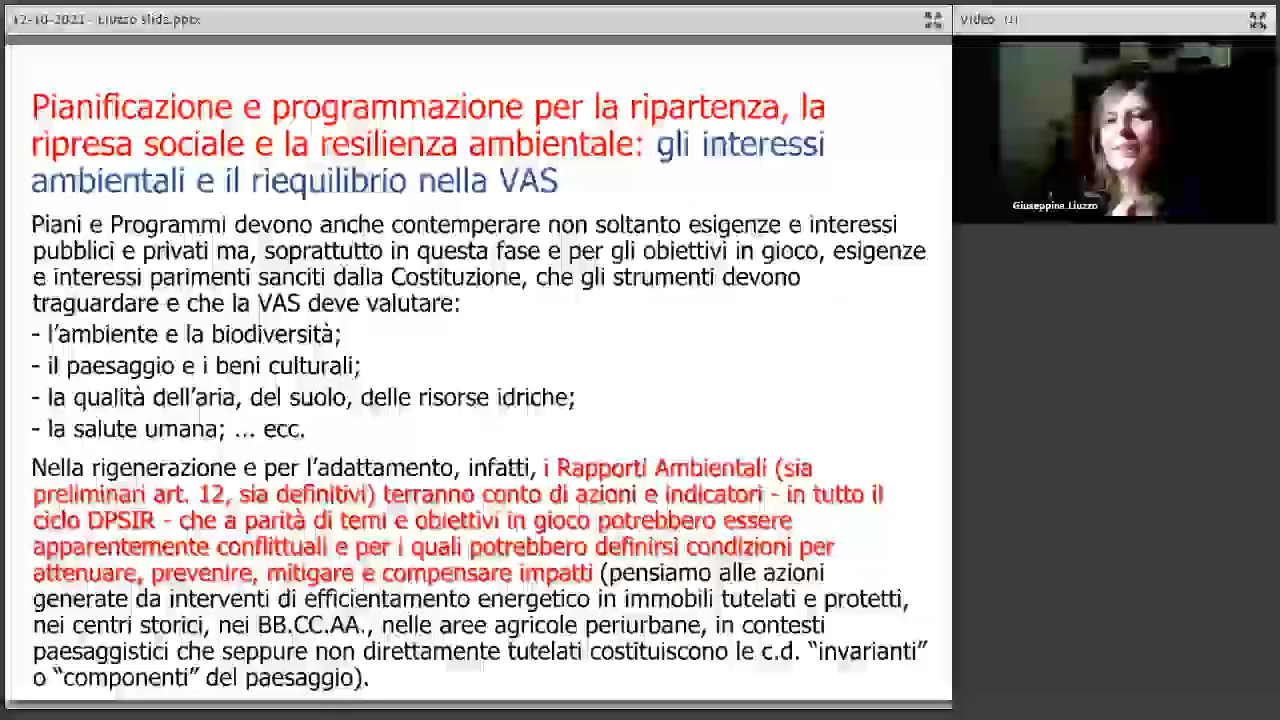 12-10-2021 - Liuzzo slide.pptx
Video (1)
Giuseppina Liuzzo
Pianificazione e programmazione per la ripartenza, la
ripresa sociale e la resilienza ambientale: gli interessi
ambientali e il riequilibrio nella VAS
Piani e Programmi devono anche contemperare non soltanto esigenze e interessi
pubblici e privati ma, soprattutto in questa fase e per gli obiettivi in gioco, esigenze
e interessi parimenti sanciti dalla Costituzione, che gli strumenti devono
traguardare e che la VAS deve valutare:
- l’ambiente e la biodiversità;
- il paesaggio e i beni culturali;
- la qualità dell’aria, del suolo, delle risorse idriche;
- la salute umana; ... ecc.
Nella rigenerazione e per l’adattamento, infatti, i Rapporti Ambientali (sia
preliminari art. 12, sia definitivi) terranno conto di azioni e indicatori - in tutto il
ciclo DPSIR - che a parità di temi e obiettivi in gioco potrebbero essere
apparentemente conflittuali e per i quali potrebbero definirsi condizioni per
attenuare, prevenire, mitigare e compensare impatti (pensiamo alle azioni
generate da interventi di efficientamento energetico in immobili tutelati e protetti,
nei centri storici, nei BB.CC.AA., nelle aree agricole periurbane, in contesti
paesaggistici che seppure non direttamente tutelati costituiscono le c.d. “invarianti”
o “componenti” del paesaggio).